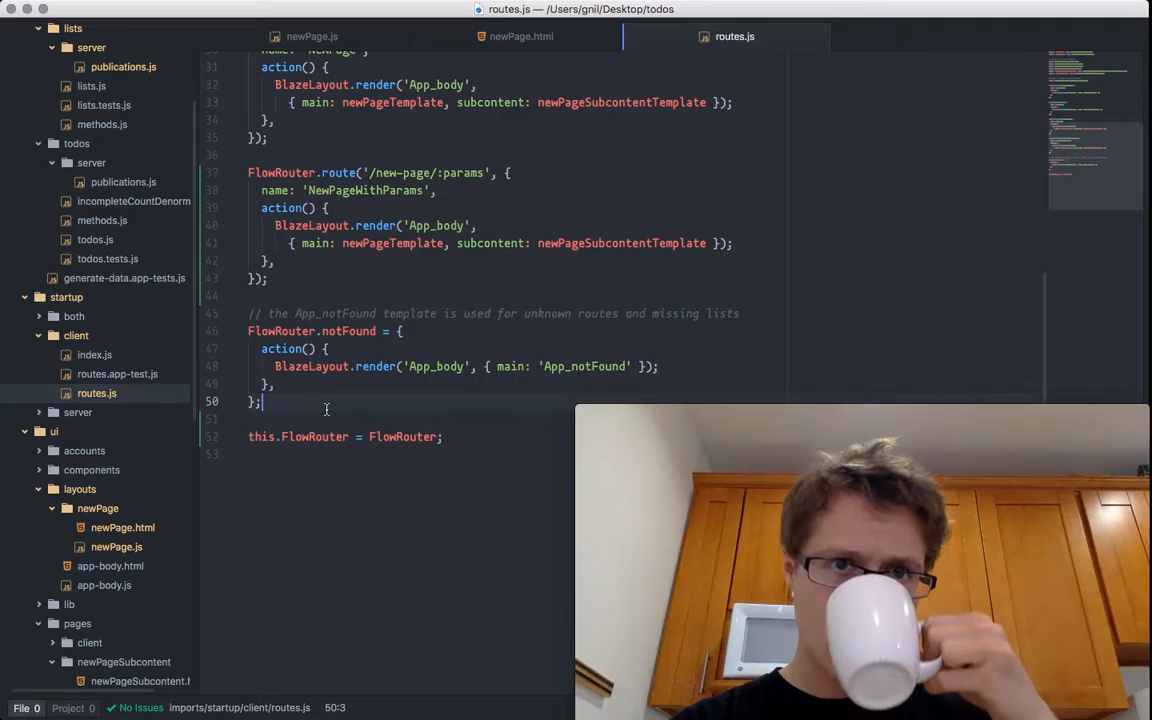 routes.js — /Users/gnil/Desktop/todos
newPage.js
newPage.html
routes.js
lists
server
publications.js
lists.js
lists.tests.js
methods.js
todos
server
publications.js
incompleteCountDenorm
methods.js
todos.js
todos.tests.js
generate-data.app-tests.js
startup
both
client
index.js
routes.app-test.js
routes.js
server
ui
accounts
components
layouts
newPage
newPage.html
newPage.js
app-body.html
app-body.js
lib
pages
client
newPageSubcontent
newPageSubcontent.h
31 action() {
32 BlazeLayout.render('App_body',
33 { main: newPageTemplate, subcontent: newPageSubcontentTemplate });
34 },
35 });
36
37 FlowRouter.route('/new-page/:params', {
38 name: 'NewPageWithParams',
39 action() {
40 BlazeLayout.render('App_body',
41 { main: newPageTemplate, subcontent: newPageSubcontentTemplate });
42 },
43 });
44
45 // the App_notFound template is used for unknown routes and missing lists
46 FlowRouter.notFound = {
47 action() {
48 BlazeLayout.render('App_body', { main: 'App_notFound' });
49 },
50 };
51
52 this.FlowRouter = FlowRouter;
53
File 0 Project 0 No Issues imports/startup/client/routes.js 50:3